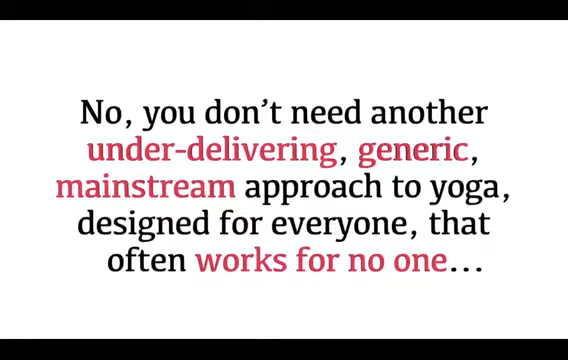 No, you don’t need another
under-delivering, generic,
mainstream approach to yoga,
designed for everyone, that
often works for no one...